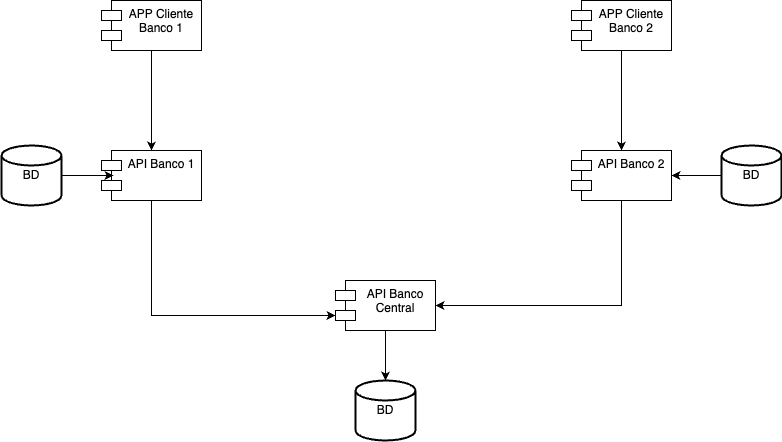 APP Cliente
Banco 1
APP Cliente
Banco 2
BD
API Banco 1
API Banco 2
BD
API Banco
Central
BD